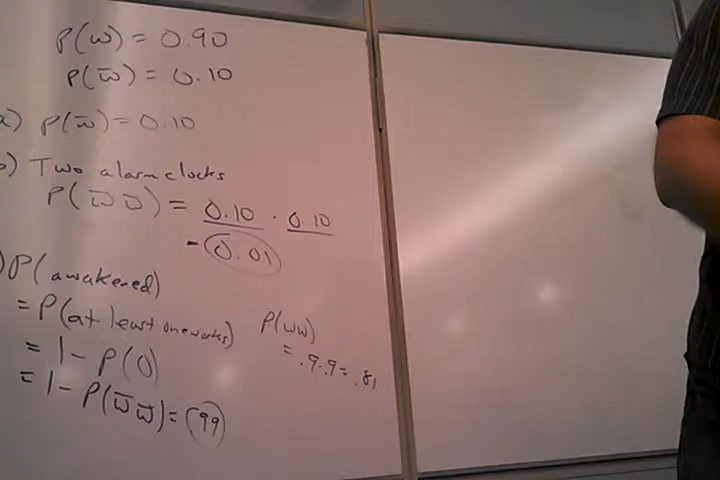 P(w) = 0.90
P(w̅) = 0.10
a) P(w̅) = 0.10
b) Two alarm clocks
P(w̅ w̅) = 0.10 · 0.10
= 0.01
) P(awakened)
= P(at least one works)
= 1 - P(0)
= 1 - P(w̅ w̅) = .99
P(ww)
= .9·.9 = .81